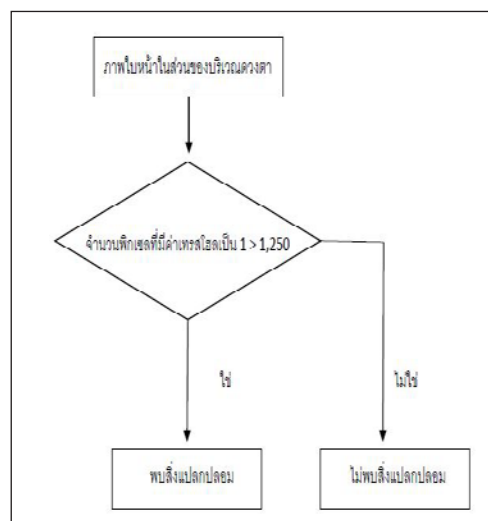 ภาพใบหน้าในส่วนของบริเวณดวงตา
จำนวนพิกเซลที่มีค่าเทรสโฮลเป็น 1 > 1,250
ใช่
ไม่ใช่
พบสิ่งแปลกปลอม
ไม่พบสิ่งแปลกปลอม